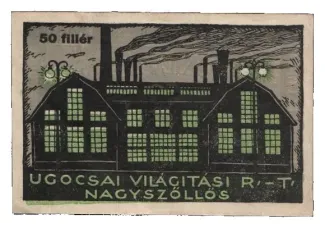 50 fillér
UGOCSAI VILÁGITÁSI R.-T.
NAGYSZŐLLŐS